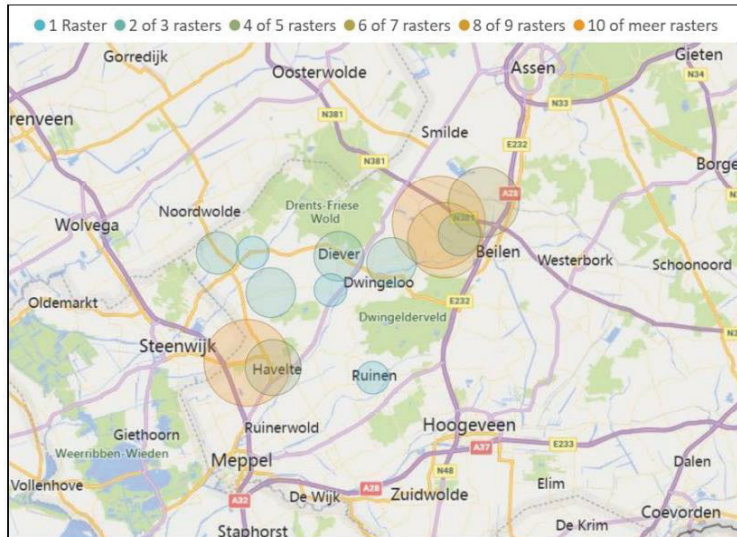 1 Raster 2 of 3 rasters 4 of 5 rasters 6 of 7 rasters 8 of 9 rasters 10 of meer rasters
Gorredijk
Gieten
Oosterwolde
Assen
N34
N33
N381
renveen
Smilde
E232
N381
Borge
Drents-Friese
Wold
A28
Noordwolde
Wolvega
N381
Diever
Beilen
Westerbork
Schoonoord
Dwingeloo
Oldemarkt
E232
Dwingelderveld
Steenwijk
Havelte
Ruinen
Ruinerwold
Hoogeveen
Giethoorn
A37
E233
Weerribben-Wieden
Meppel
N48
Dalen
Vollenhove
A28
Elim
A32
De Wijk
Zuidwolde
Coevorden
Staphorst
De Krim